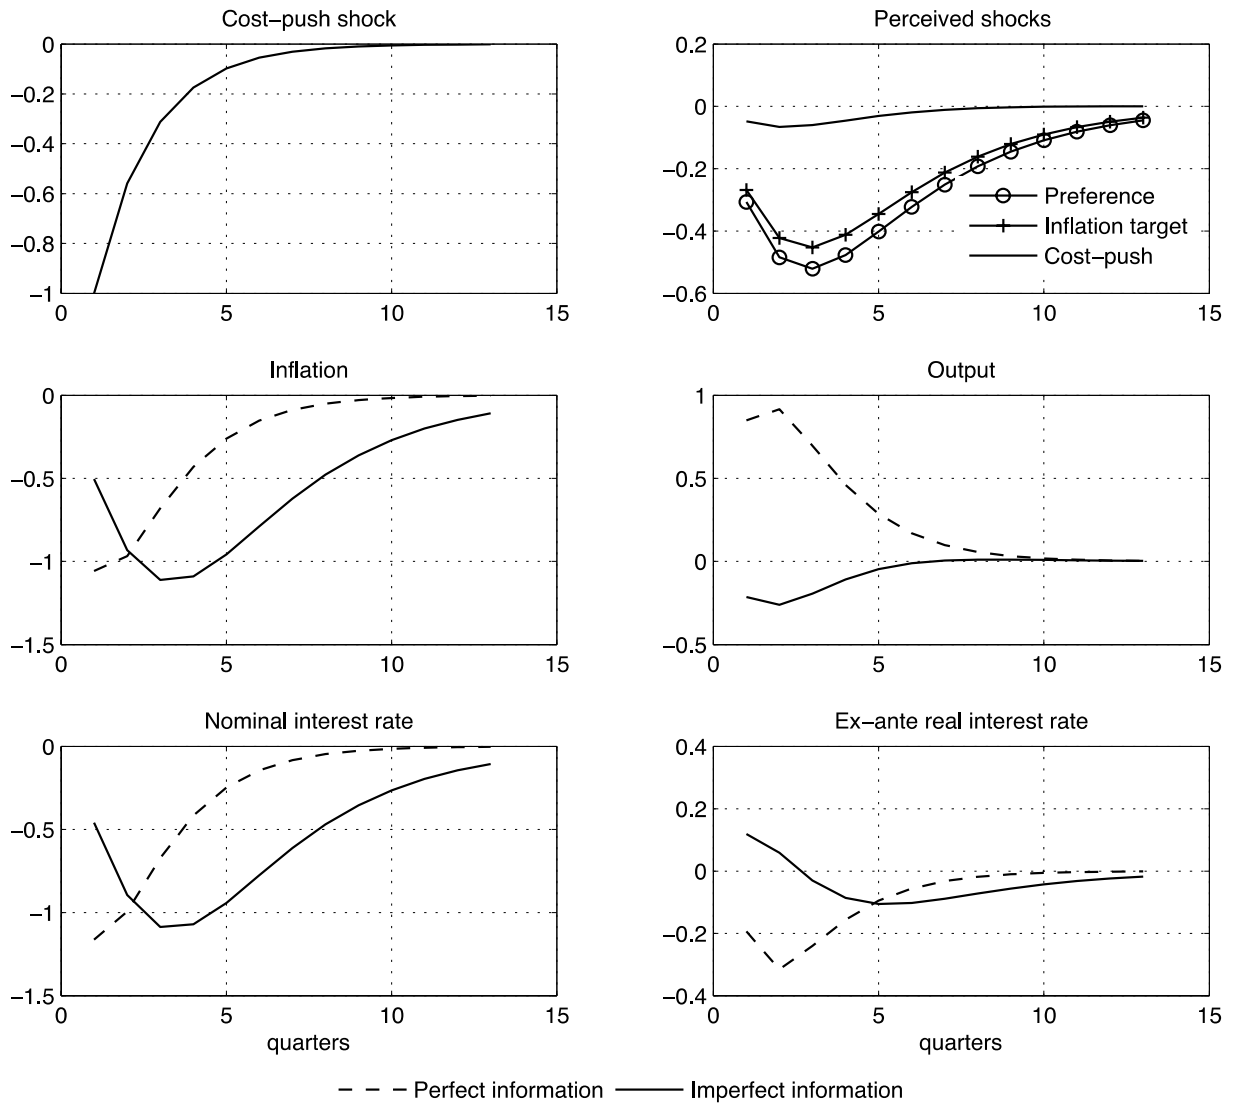 Cost-push shock
0
-0.2
-0.4
-0.6
-0.8
-1
0 5 10 15
Perceived shocks
0.2
0
-0.2
-0.4
-0.6
Preference
Inflation target
Cost-push
0 5 10 15
Inflation
0
-0.5
-1
-1.5
0 5 10 15
Output
1
0.5
0
-0.5
0 5 10 15
Nominal interest rate
0
-0.5
-1
-1.5
0 5 10 15
quarters
Ex-ante real interest rate
0.4
0.2
0
-0.2
-0.4
0 5 10 15
quarters
Perfect information Imperfect information